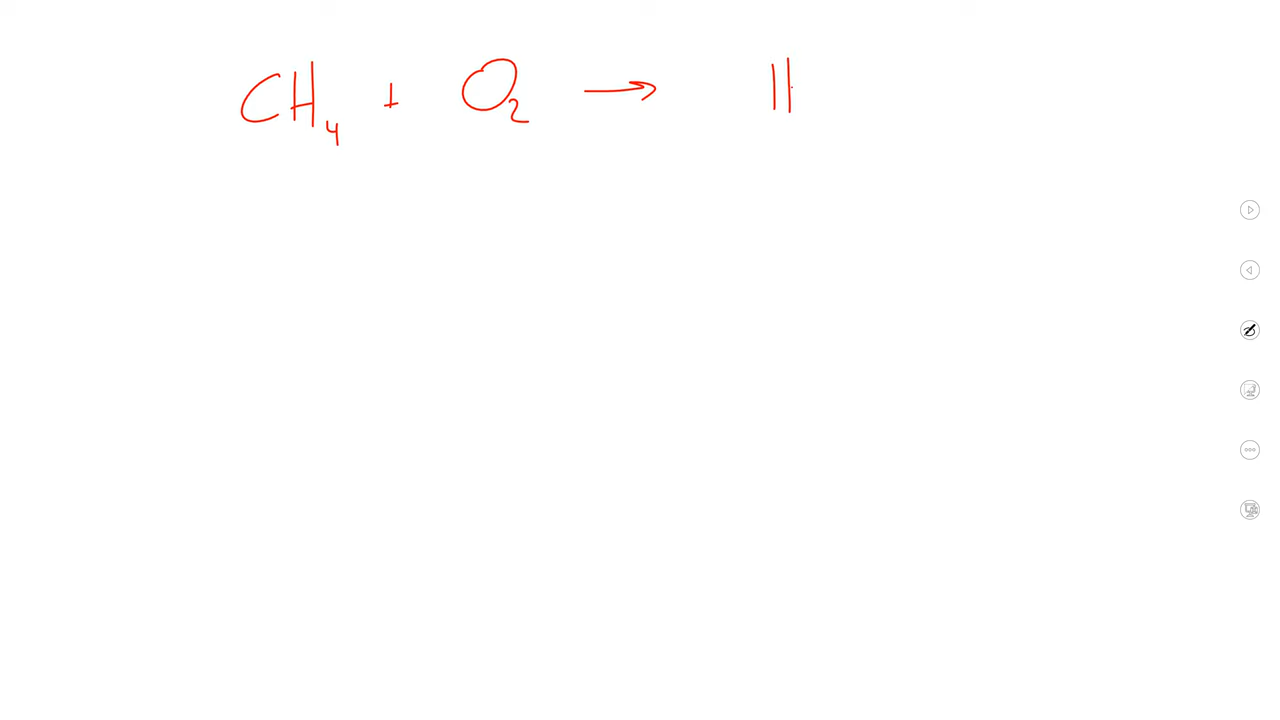 CH₄ + O₂ →